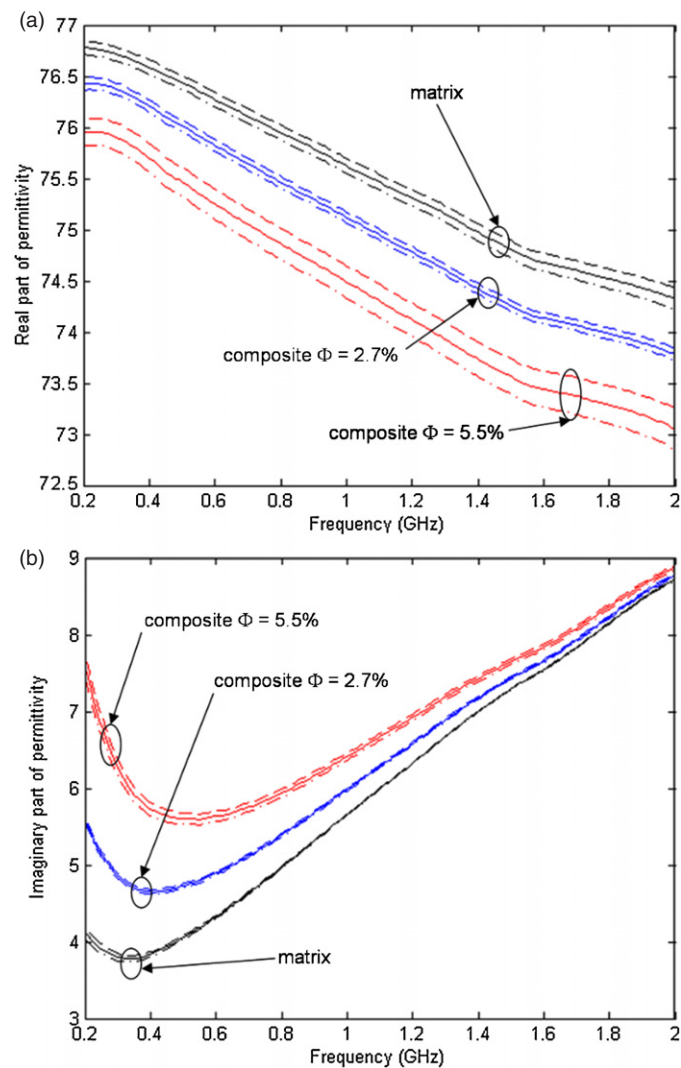 (a)
77
76.5
76
75.5
75
74.5
74
73.5
73
72.5
Real part of permittivity
matrix
composite Φ = 2.7%
composite Φ = 5.5%
0.2 0.4 0.6 0.8 1 1.2 1.4 1.6 1.8 2
Frequency (GHz)
(b)
9
8
7
6
5
4
3
Imaginary part of permittivity
composite Φ = 5.5%
composite Φ = 2.7%
matrix
0.2 0.4 0.6 0.8 1 1.2 1.4 1.6 1.8 2
Frequency (GHz)